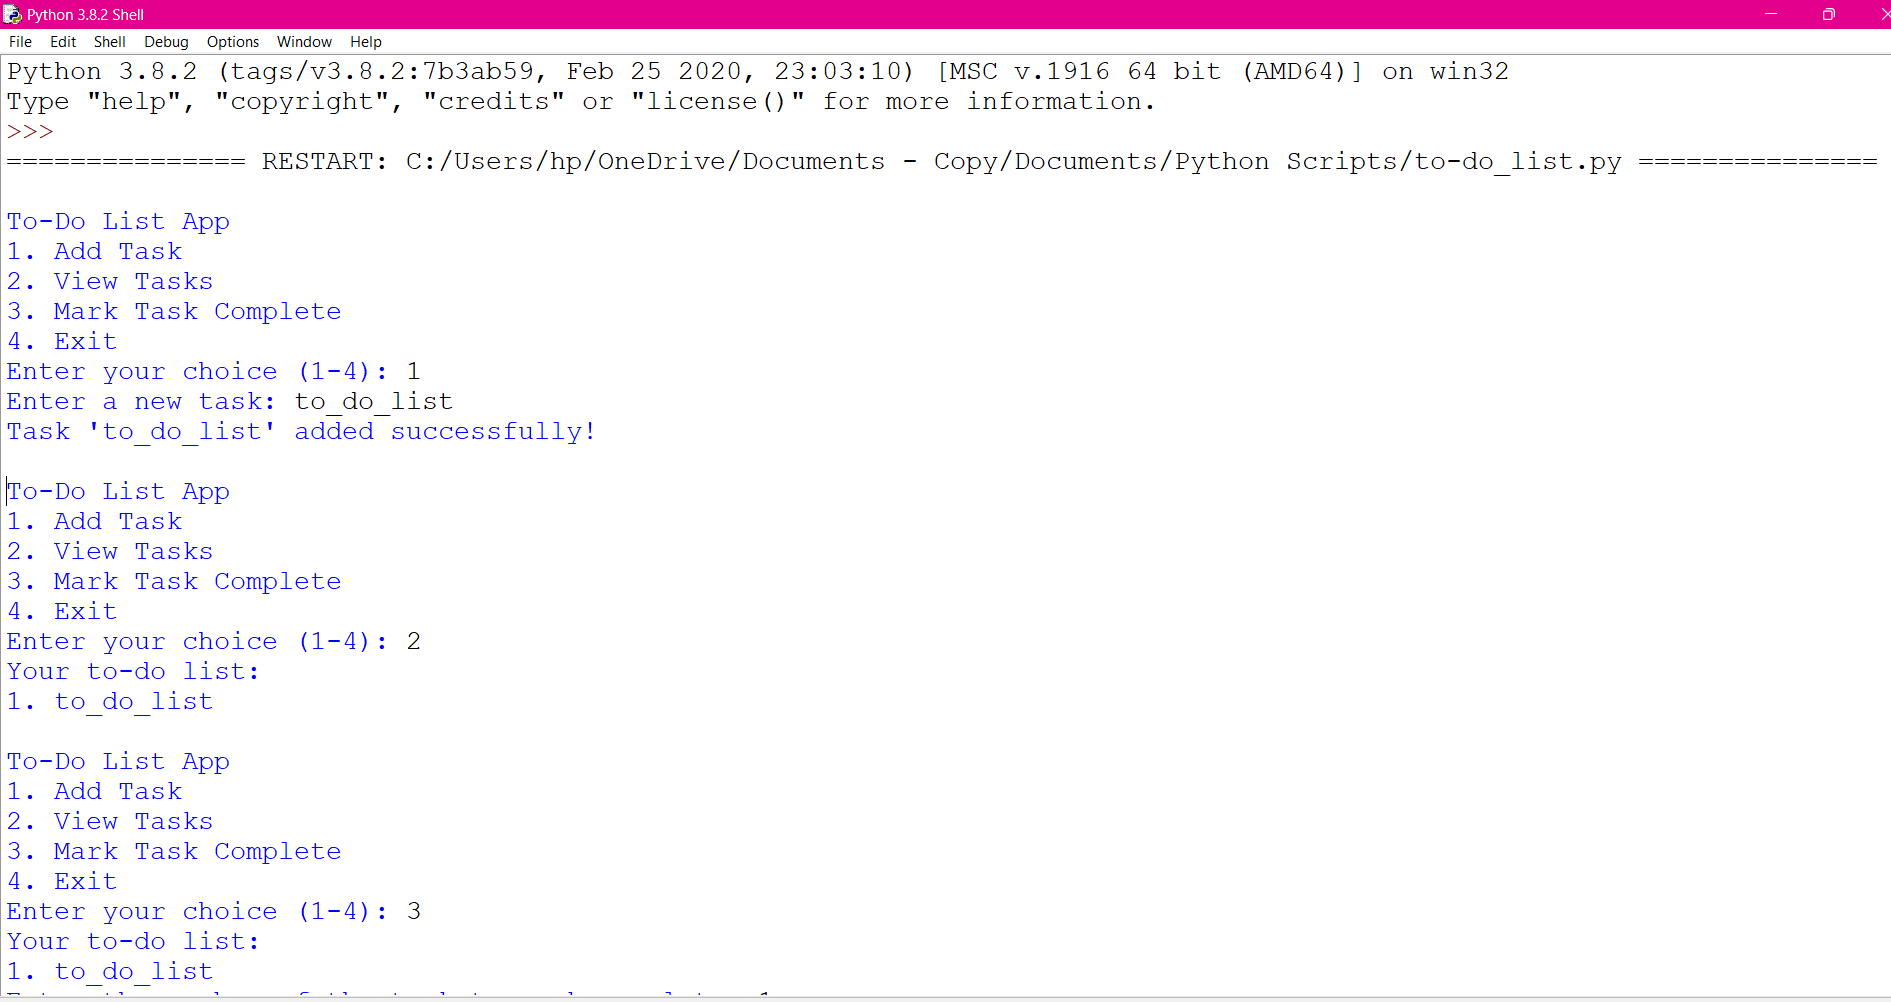 Python 3.8.2 Shell
File Edit Shell Debug Options Window Help
Python 3.8.2 (tags/v3.8.2:7b3ab59, Feb 25 2020, 23:03:10) [MSC v.1916 64 bit (AMD64)] on win32
Type "help", "copyright", "credits" or "license()" for more information.
>>>
=============== RESTART: C:/Users/hp/OneDrive/Documents - Copy/Documents/Python Scripts/to-do_list.py ===============
To-Do List App
1. Add Task
2. View Tasks
3. Mark Task Complete
4. Exit
Enter your choice (1-4): 1
Enter a new task: to_do_list
Task 'to_do_list' added successfully!
To-Do List App
1. Add Task
2. View Tasks
3. Mark Task Complete
4. Exit
Enter your choice (1-4): 2
Your to-do list:
1. to_do_list
To-Do List App
1. Add Task
2. View Tasks
3. Mark Task Complete
4. Exit
Enter your choice (1-4): 3
Your to-do list:
1. to_do_list